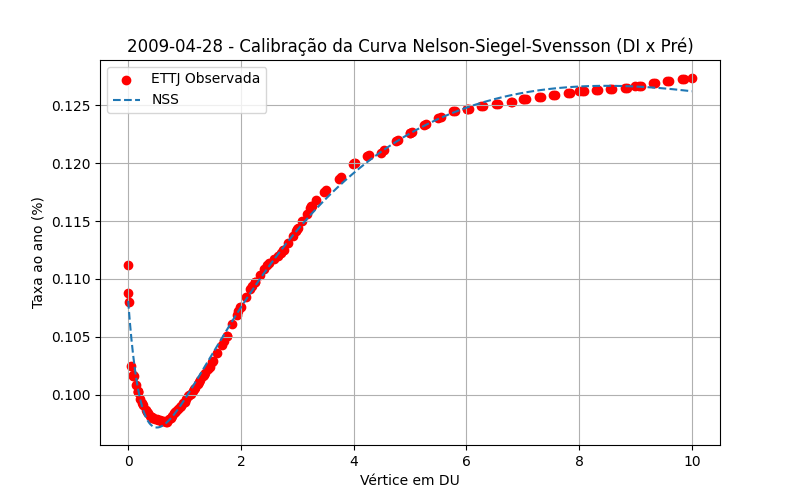 2009-04-28 - Calibração da Curva Nelson-Siegel-Svensson (DI x Pré)
ETTJ Observada
NSS
Taxa ao ano (%)
0.125
0.120
0.115
0.110
0.105
0.100
0 2 4 6 8 10
Vértice em DU